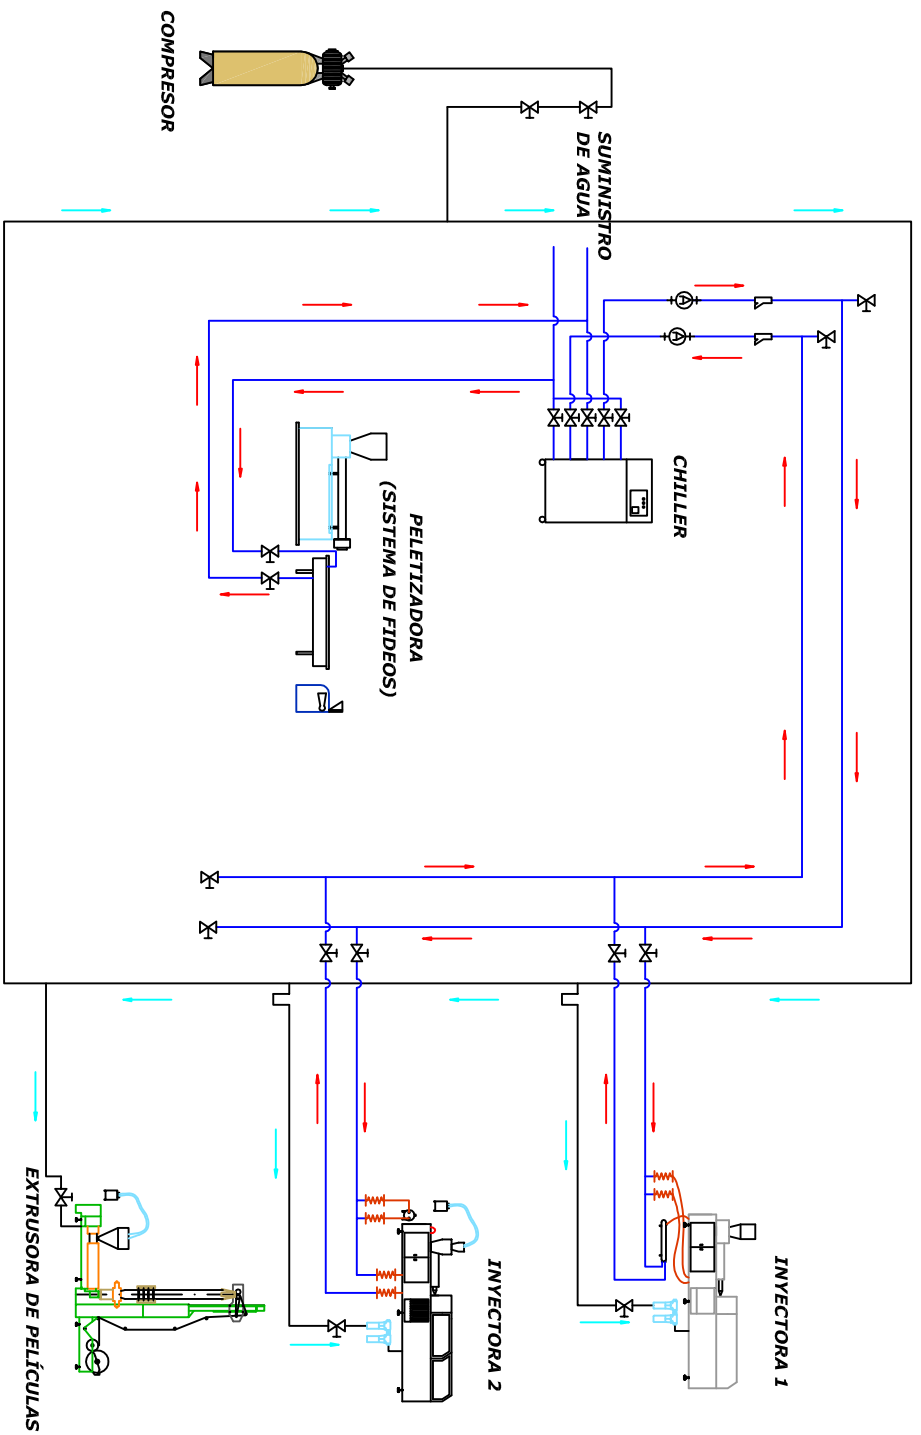 COMPRESOR
SUMINISTRO
DE AGUA
CHILLER
PELETIZADORA
(SISTEMA DE FIDEOS)
INYECTORA 1
INYECTORA 2
EXTRUSORA DE PELÍCULAS
A
A